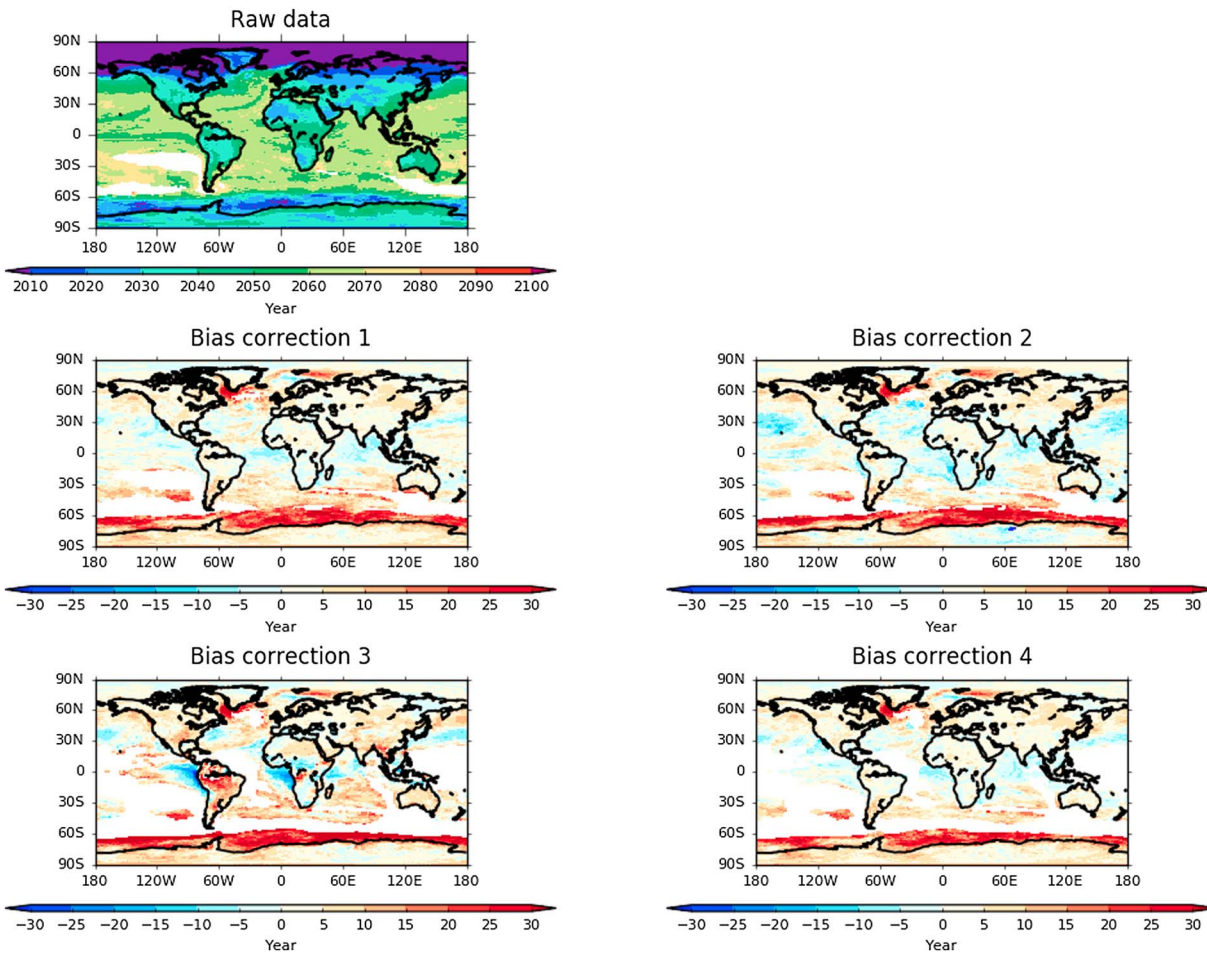 Raw data
90N
60N
30N
0
30S
60S
90S
180 120W 60W 0 60E 120E 180
2010 2020 2030 2040 2050 2060 2070 2080 2090 2100
Year
Bias correction 1
90N
60N
30N
0
30S
60S
90S
180 120W 60W 0 60E 120E 180
−30 −25 −20 −15 −10 −5 0 5 10 15 20 25 30
Year
Bias correction 2
90N
60N
30N
0
30S
60S
90S
180 120W 60W 0 60E 120E 180
−30 −25 −20 −15 −10 −5 0 5 10 15 20 25 30
Year
Bias correction 3
90N
60N
30N
0
30S
60S
90S
180 120W 60W 0 60E 120E 180
−30 −25 −20 −15 −10 −5 0 5 10 15 20 25 30
Year
Bias correction 4
90N
60N
30N
0
30S
60S
90S
180 120W 60W 0 60E 120E 180
−30 −25 −20 −15 −10 −5 0 5 10 15 20 25 30
Year